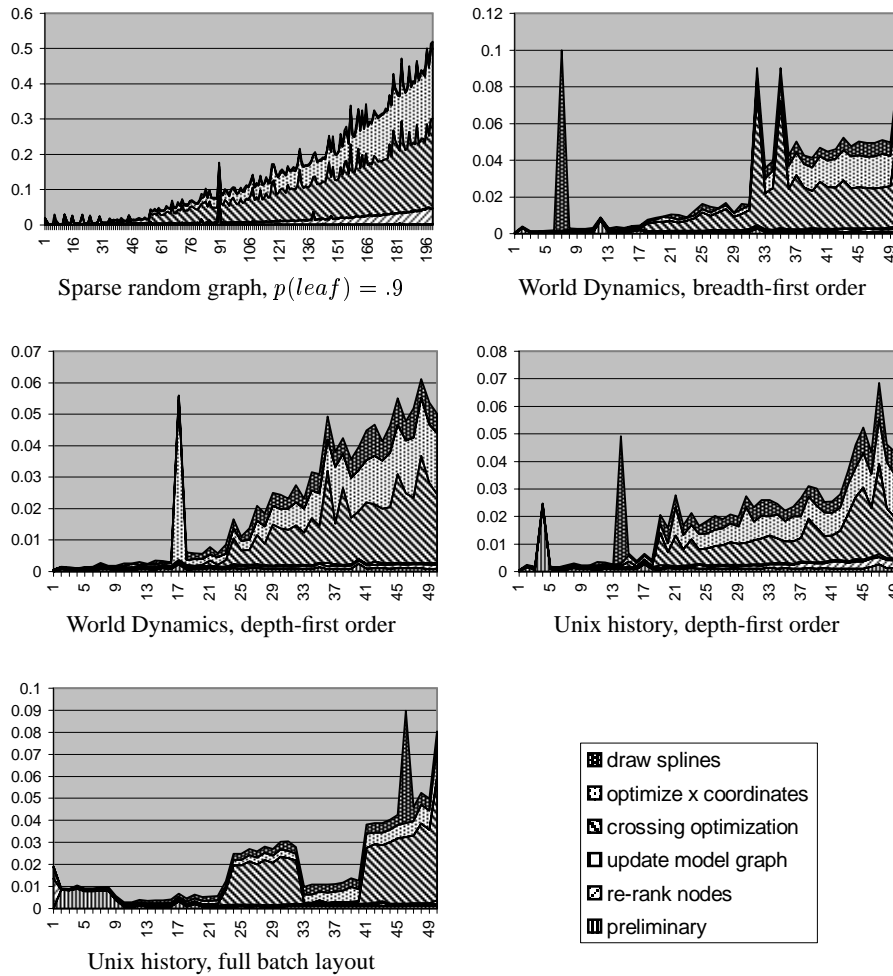 0.6
0.5
0.4
0.3
0.2
0.1
0
1 16 31 46 61 76 91 106 121 136 151 166 181 196
Sparse random graph, p(leaf) = .9
0.12
0.1
0.08
0.06
0.04
0.02
0
1 5 9 13 17 21 25 29 33 37 41 45 49
World Dynamics, breadth-first order
0.07
0.06
0.05
0.04
0.03
0.02
0.01
0
1 5 9 13 17 21 25 29 33 37 41 45 49
World Dynamics, depth-first order
0.08
0.07
0.06
0.05
0.04
0.03
0.02
0.01
0
1 5 9 13 17 21 25 29 33 37 41 45 49
Unix history, depth-first order
0.1
0.09
0.08
0.07
0.06
0.05
0.04
0.03
0.02
0.01
0
1 5 9 13 17 21 25 29 33 37 41 45 49
Unix history, full batch layout
draw splines
optimize x coordinates
crossing optimization
update model graph
re-rank nodes
preliminary